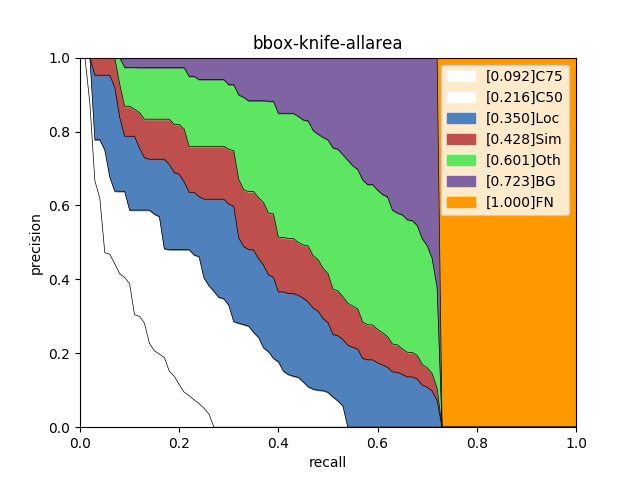 bbox-knife-allarea
1.0
0.8
0.6
0.4
0.2
0.0
precision
[0.092]C75
[0.216]C50
[0.350]Loc
[0.428]Sim
[0.601]Oth
[0.723]BG
[1.000]FN
0.0 0.2 0.4 0.6 0.8 1.0
recall